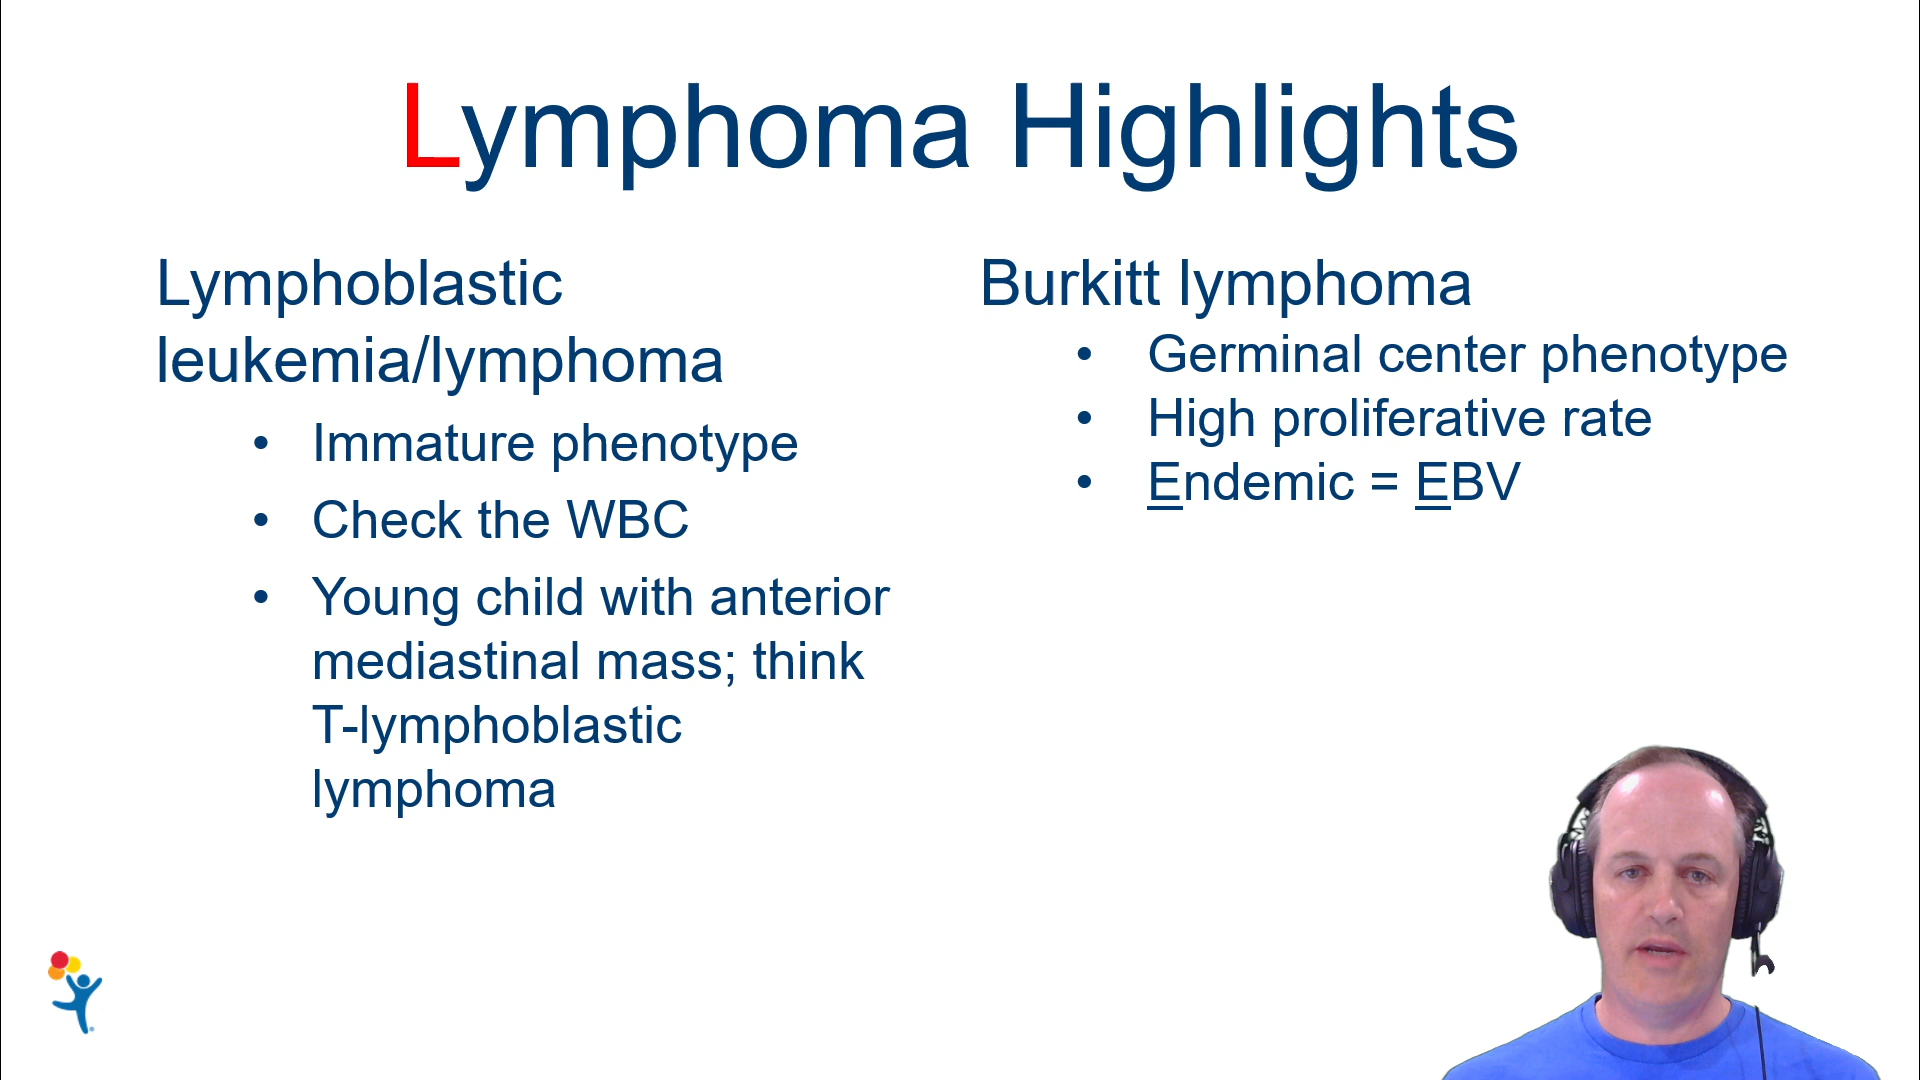 Lymphoma Highlights
Lymphoblastic
leukemia/lymphoma
• Immature phenotype
• Check the WBC
• Young child with anterior
mediastinal mass; think
T-lymphoblastic
lymphoma
Burkitt lymphoma
• Germinal center phenotype
• High proliferative rate
• Endemic = EBV